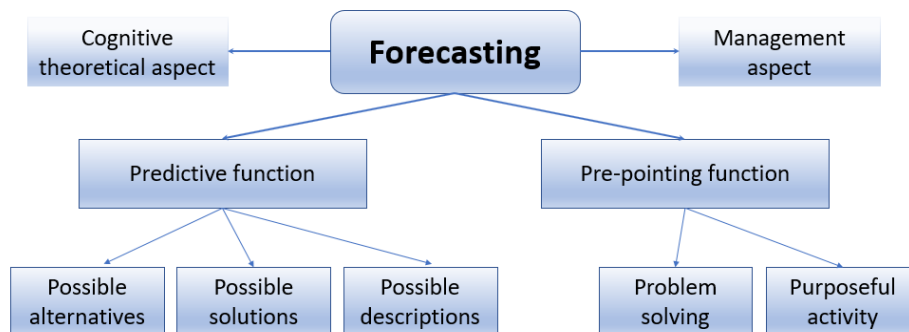 Cognitive
theoretical aspect
Forecasting
Management
aspect
Predictive function
Pre-pointing function
Possible
alternatives
Possible
solutions
Possible
descriptions
Problem
solving
Purposeful
activity